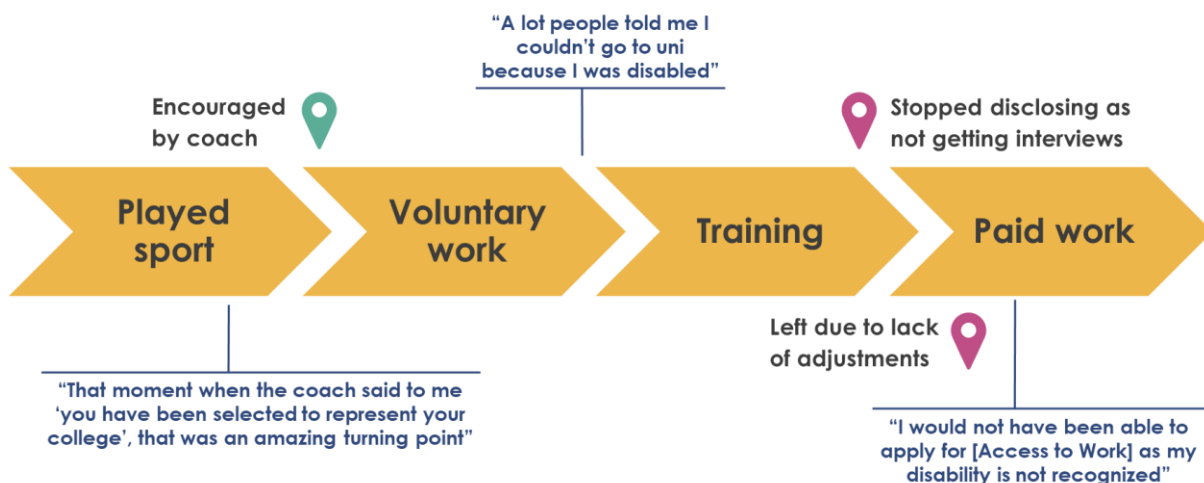 “A lot people told me I
couldn’t go to uni
because I was disabled”
Encouraged
by coach
Stopped disclosing as
not getting interviews
Played
sport
Voluntary
work
Training
Paid work
Left due to lack
of adjustments
“That moment when the coach said to me
‘you have been selected to represent your
college’, that was an amazing turning point”
“I would not have been able to
apply for [Access to Work] as my
disability is not recognized”